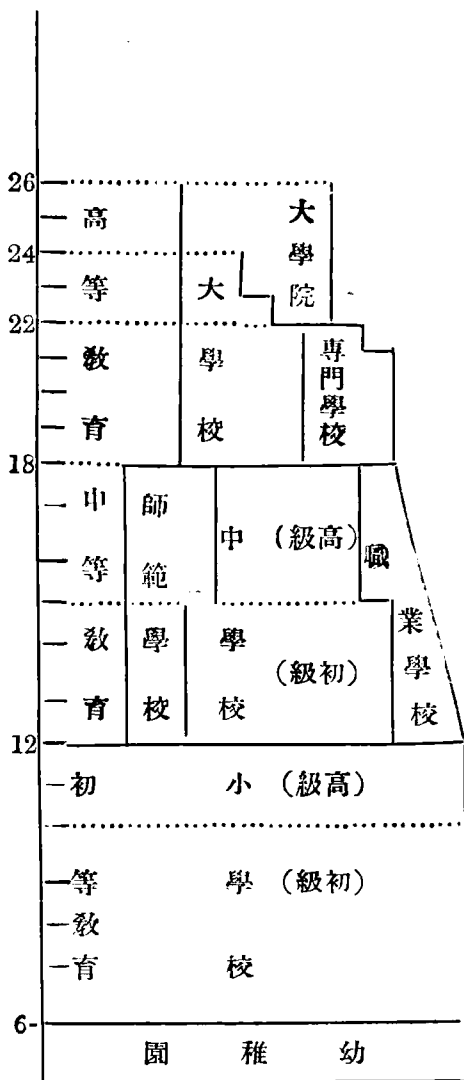 26
24
22
18
12
6
高等敎育
大學院
大學校
專門學校
中等敎育
師範學校
中學校
(高級)
(初級)
職業學校
初等敎育
小學校
(高級)
(初級)
幼稚園